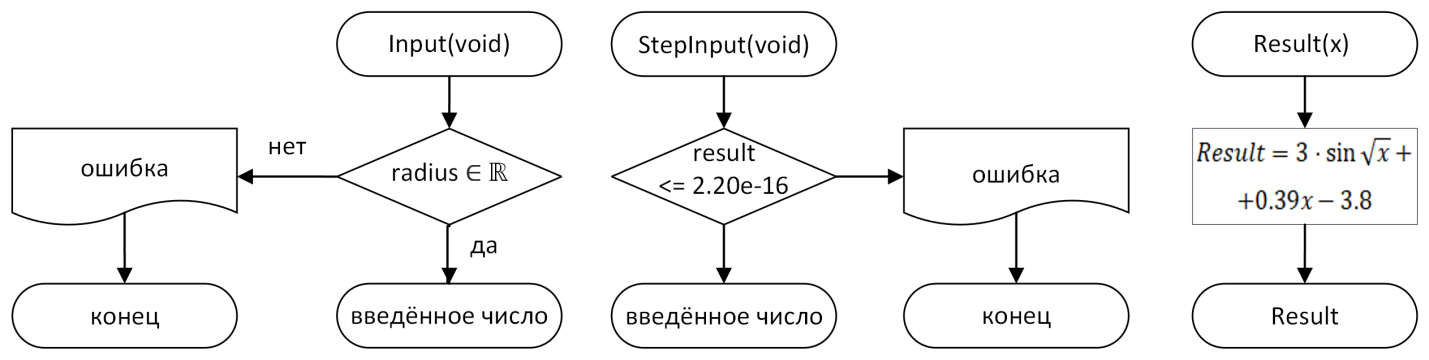 Input(void)
StepInput(void)
Result(x)
ошибка
нет
radius ∈ ℝ
да
result
<= 2.20e-16
ошибка
Result = 3 · sin √x +
+0.39x − 3.8
конец
введённое число
введённое число
конец
Result